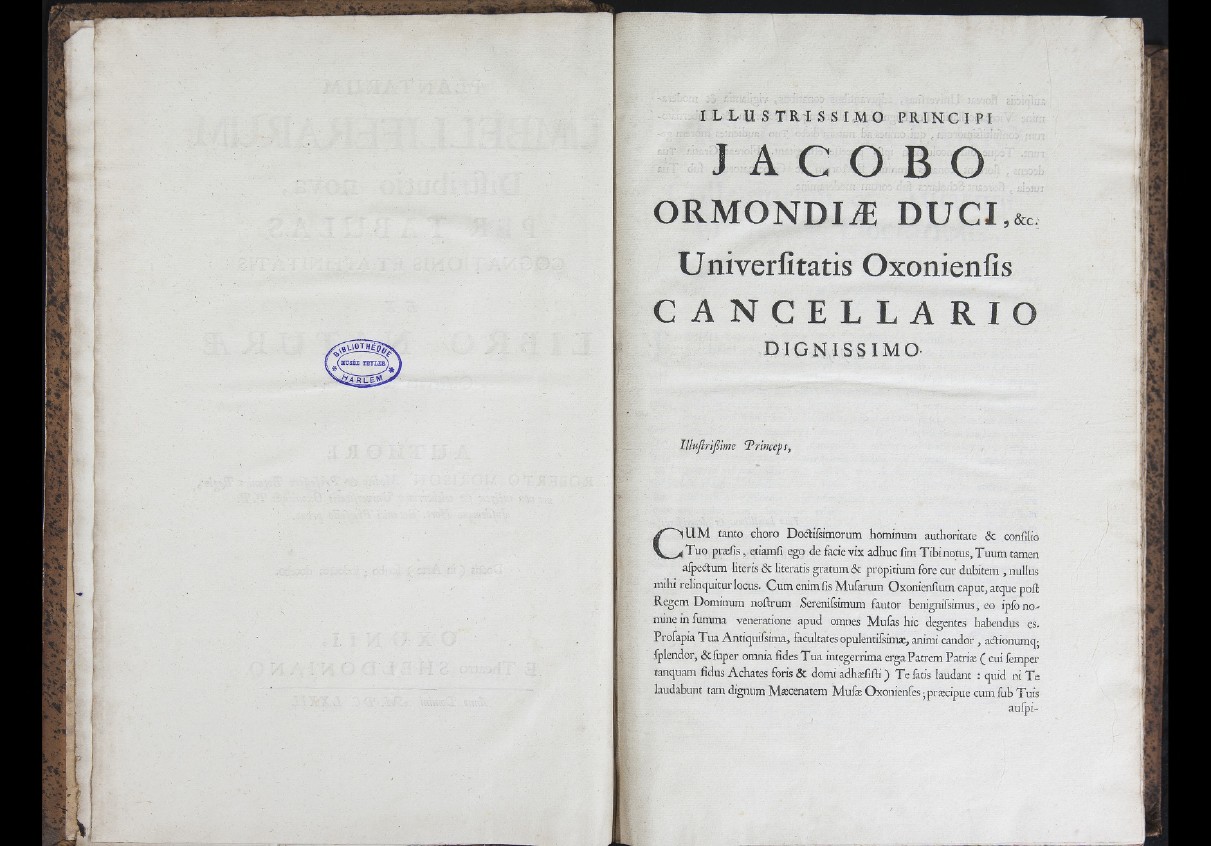 BIBLIOTHÈQUE
MUSÉE TEYLER
* HARLEM *
ILLUSTRISSIMO PRINCIPI
JACOBO
ORMONDIÆ DUCI, &c.
Univerſitatis Oxonienſis
CANCELLARIO
DIGNISSIMO.
Illuſtriſſime Princeps,
CUM tanto choro Doctiſsimorum hominum authoritate & conſilio
Tuo præſis, etiamſi ego de facie vix adhuc ſim Tibi notus, Tuum tamen
aſpectum literis & literatis gratum & propitium fore cur dubitem, nullus
mihi relinquitur locus. Cum enim ſis Muſarum Oxonienſium caput, atque poſt
Regem Dominum noſtrum Sereniſsimum fautor benigniſsimus, eo ipſo no-
mine in ſumma veneratione apud omnes Muſas hic degentes habendus es.
Proſapia Tua Antiquiſsima, facultates opulentiſsimæ, animi candor, actionumq;
ſplendor, & ſuper omnia fides Tua integerrima erga Patrem Patriæ (cui ſemper
tanquam fidus Achates foris & domi adhæſiſti) Te ſatis laudant : quid ni Te
laudabunt tam dignum Mæcenatem Muſæ Oxonienſes; præcipue cum ſub Tuis
auſpi-